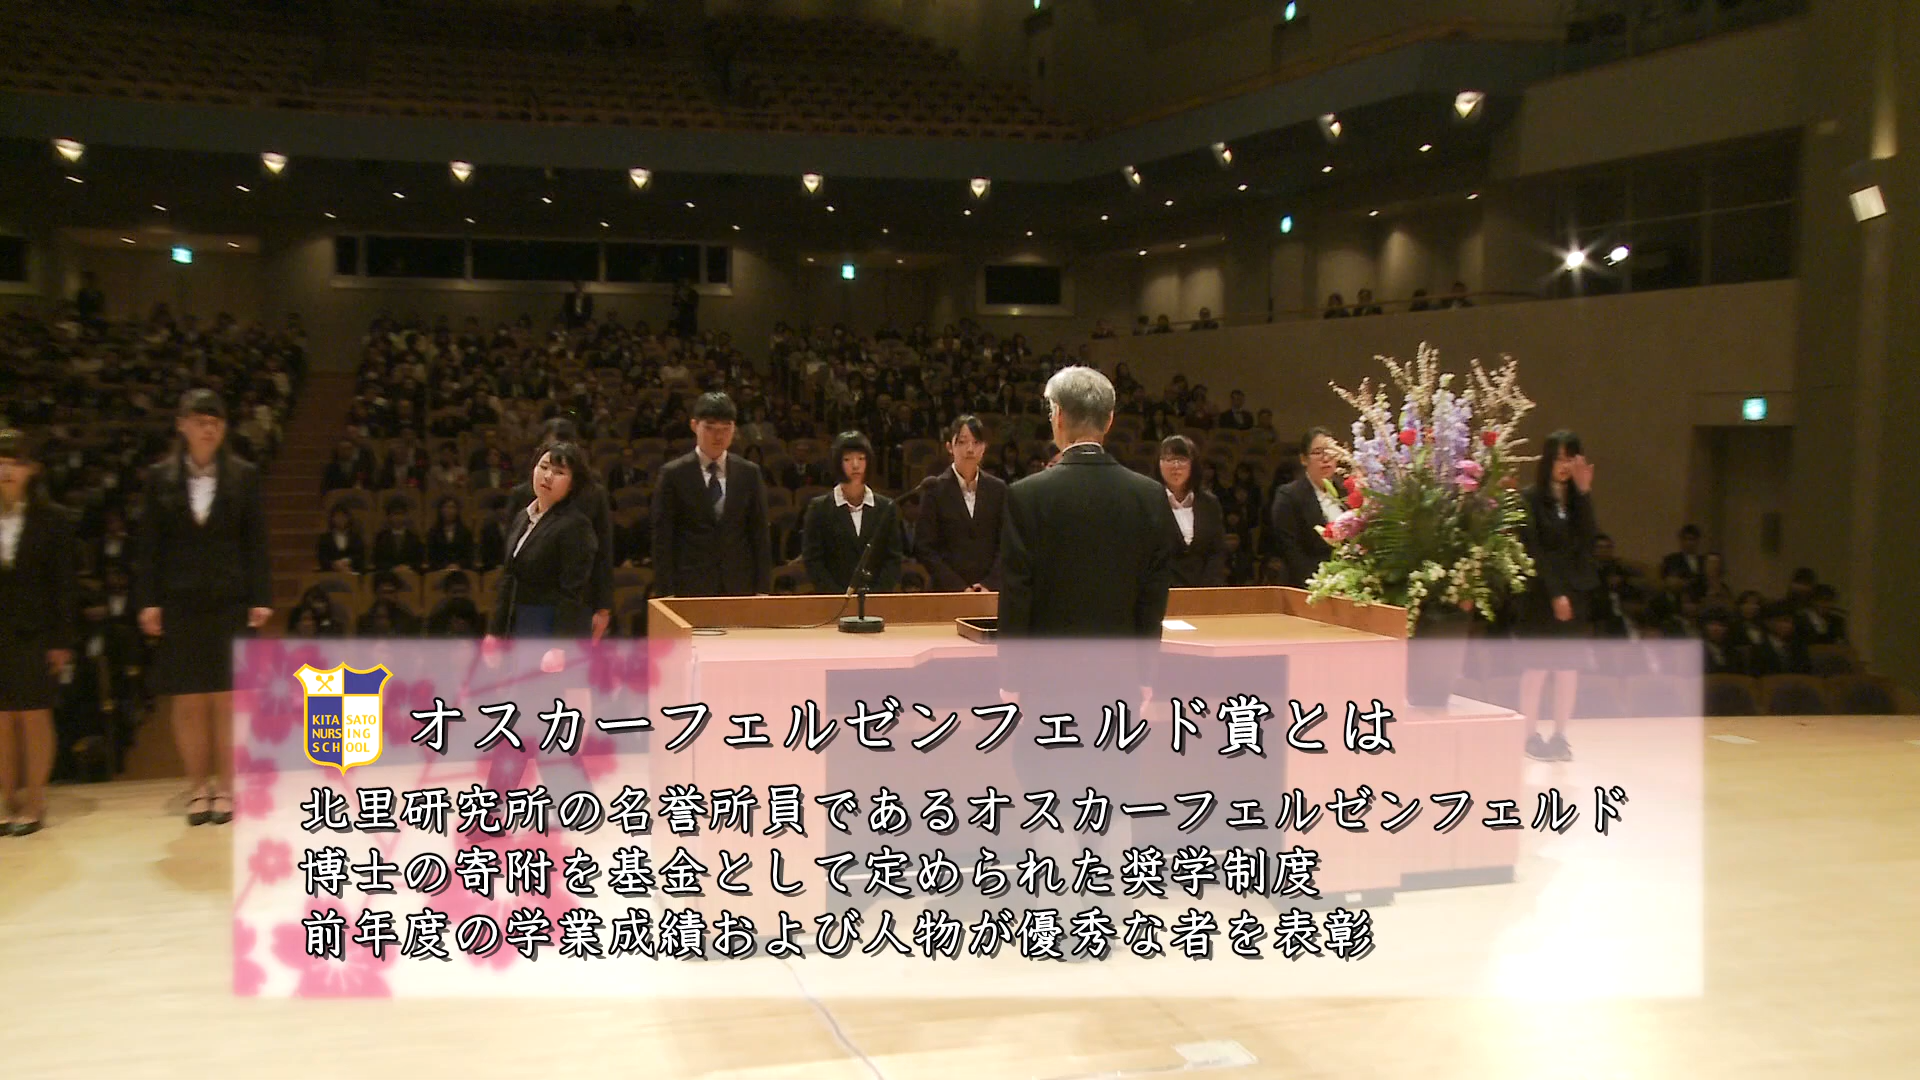 KITA SATO
NURSING
SCHOOL
オスカーフェルゼンフェルド賞とは
北里研究所の名誉所員であるオスカーフェルゼンフェルド
博士の寄附を基金として定められた奨学制度
前年度の学業成績および人物が優秀な者を表彰